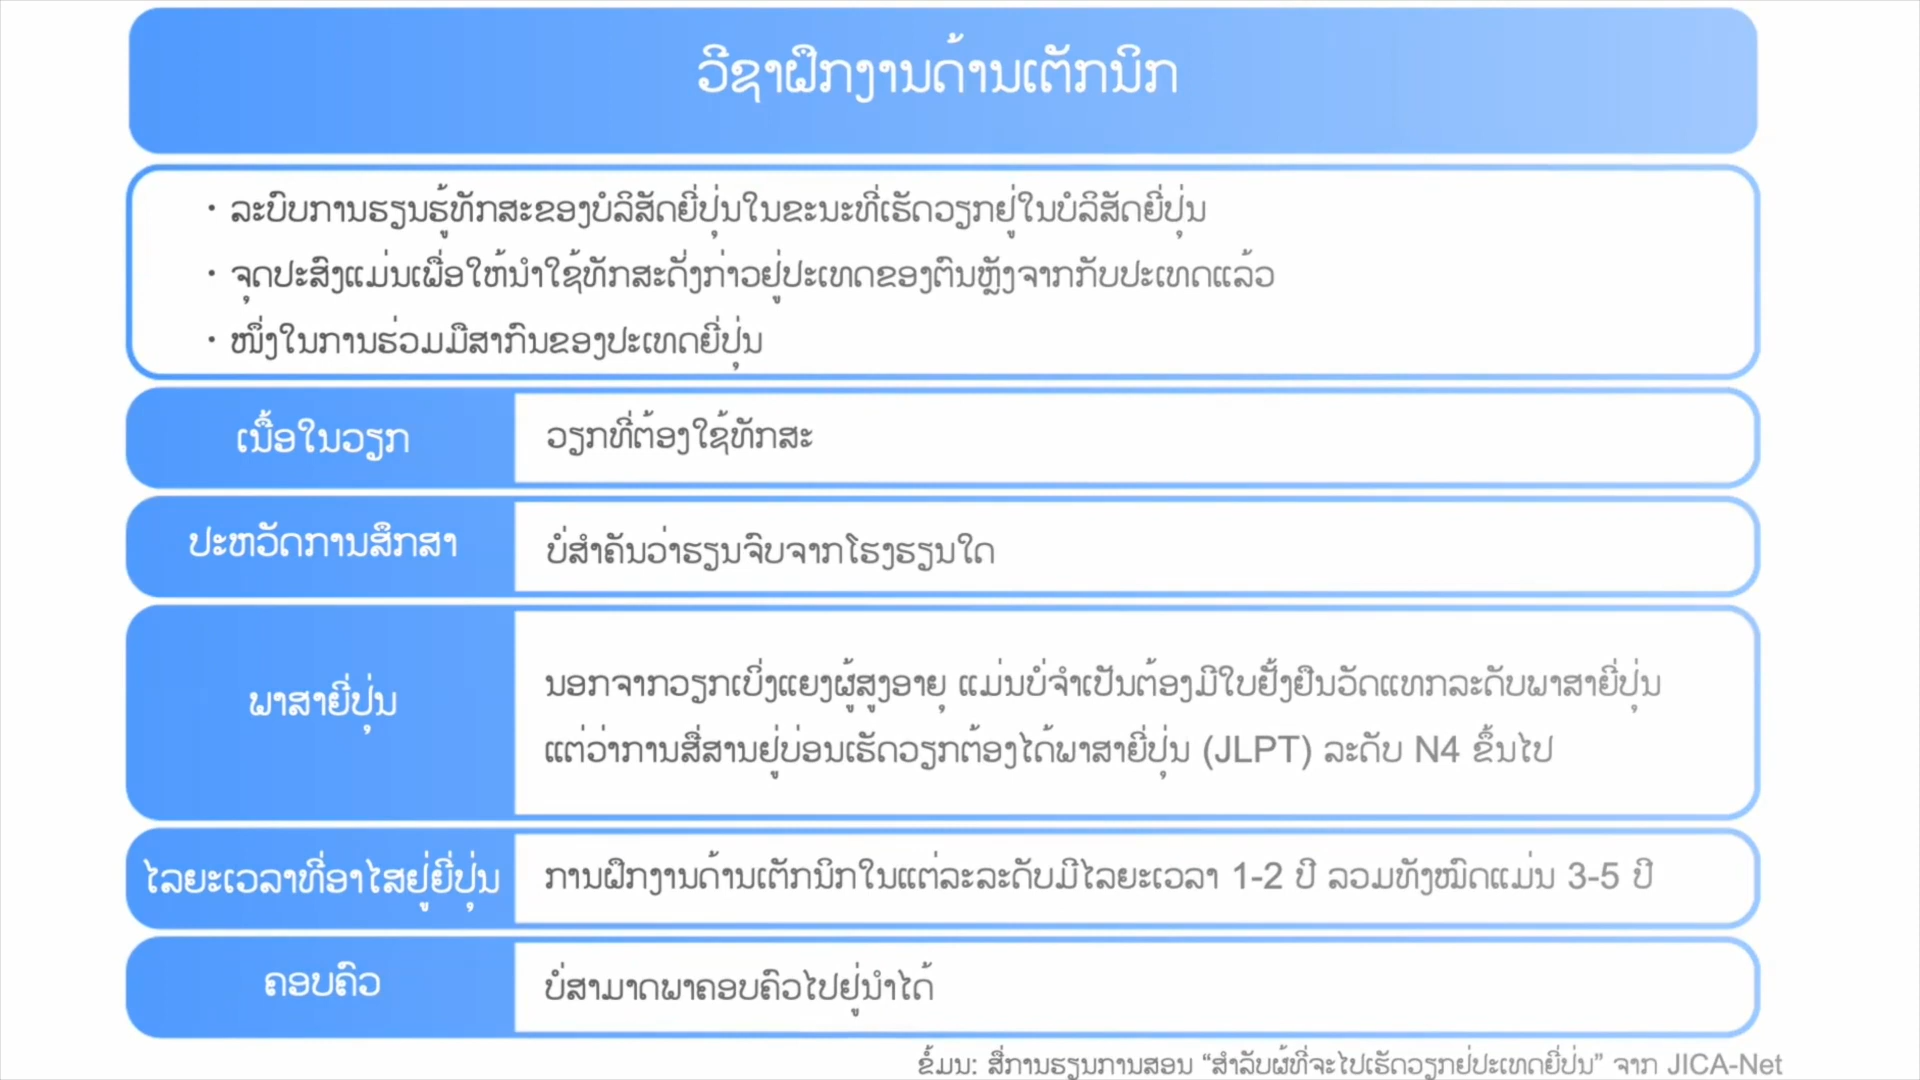 ວີຊາຝຶກງານດ້ານເຕັກນິກ
・ລະບົບການຮຽນຮູ້ທັກສະຂອງບໍລິສັດຍີ່ປຸ່ນໃນຂະນະທີ່ເຮັດວຽກຢູ່ໃນບໍລິສັດຍີ່ປຸ່ນ
・ຈຸດປະສົງແມ່ນເພື່ອໃຫ້ນຳໃຊ້ທັກສະດັ່ງກ່າວຢູ່ປະເທດຂອງຕົນຫຼັງຈາກກັບປະເທດແລ້ວ
・ໜຶ່ງໃນການຮ່ວມມືສາກົນຂອງປະເທດຍີ່ປຸ່ນ
ເນື້ອໃນວຽກ
ວຽກທີ່ຕ້ອງໃຊ້ທັກສະ
ປະຫວັດການສຶກສາ
ບໍ່ສຳຄັນວ່າຮຽນຈົບຈາກໂຮງຮຽນໃດ
ພາສາຍີ່ປຸ່ນ
ນອກຈາກວຽກເບິ່ງແຍງຜູ້ສູງອາຍຸ ແມ່ນບໍ່ຈຳເປັນຕ້ອງມີໃບຢັ້ງຢືນວັດແທກລະດັບພາສາຍີ່ປຸ່ນ
ແຕ່ວ່າການສື່ສານຢູ່ບ່ອນເຮັດວຽກຕ້ອງໄດ້ພາສາຍີ່ປຸ່ນ (JLPT) ລະດັບ N4 ຂຶ້ນໄປ
ໄລຍະເວລາທີ່ອາໄສຢູ່ຍີ່ປຸ່ນ
ການຝຶກງານດ້ານເຕັກນິກໃນແຕ່ລະລະດັບມີໄລຍະເວລາ 1-2 ປີ ລວມທັງໝົດແມ່ນ 3-5 ປີ
ຄອບຄົວ
ບໍ່ສາມາດພາຄອບຄົວໄປຢູ່ນຳໄດ້
ຂໍ້ມູນ: ສື່ການຮຽນການສອນ “ສຳລັບຜູ້ທີ່ຈະໄປເຮັດວຽກຢູ່ປະເທດຍີ່ປຸ່ນ” ຈາກ JICA-Net